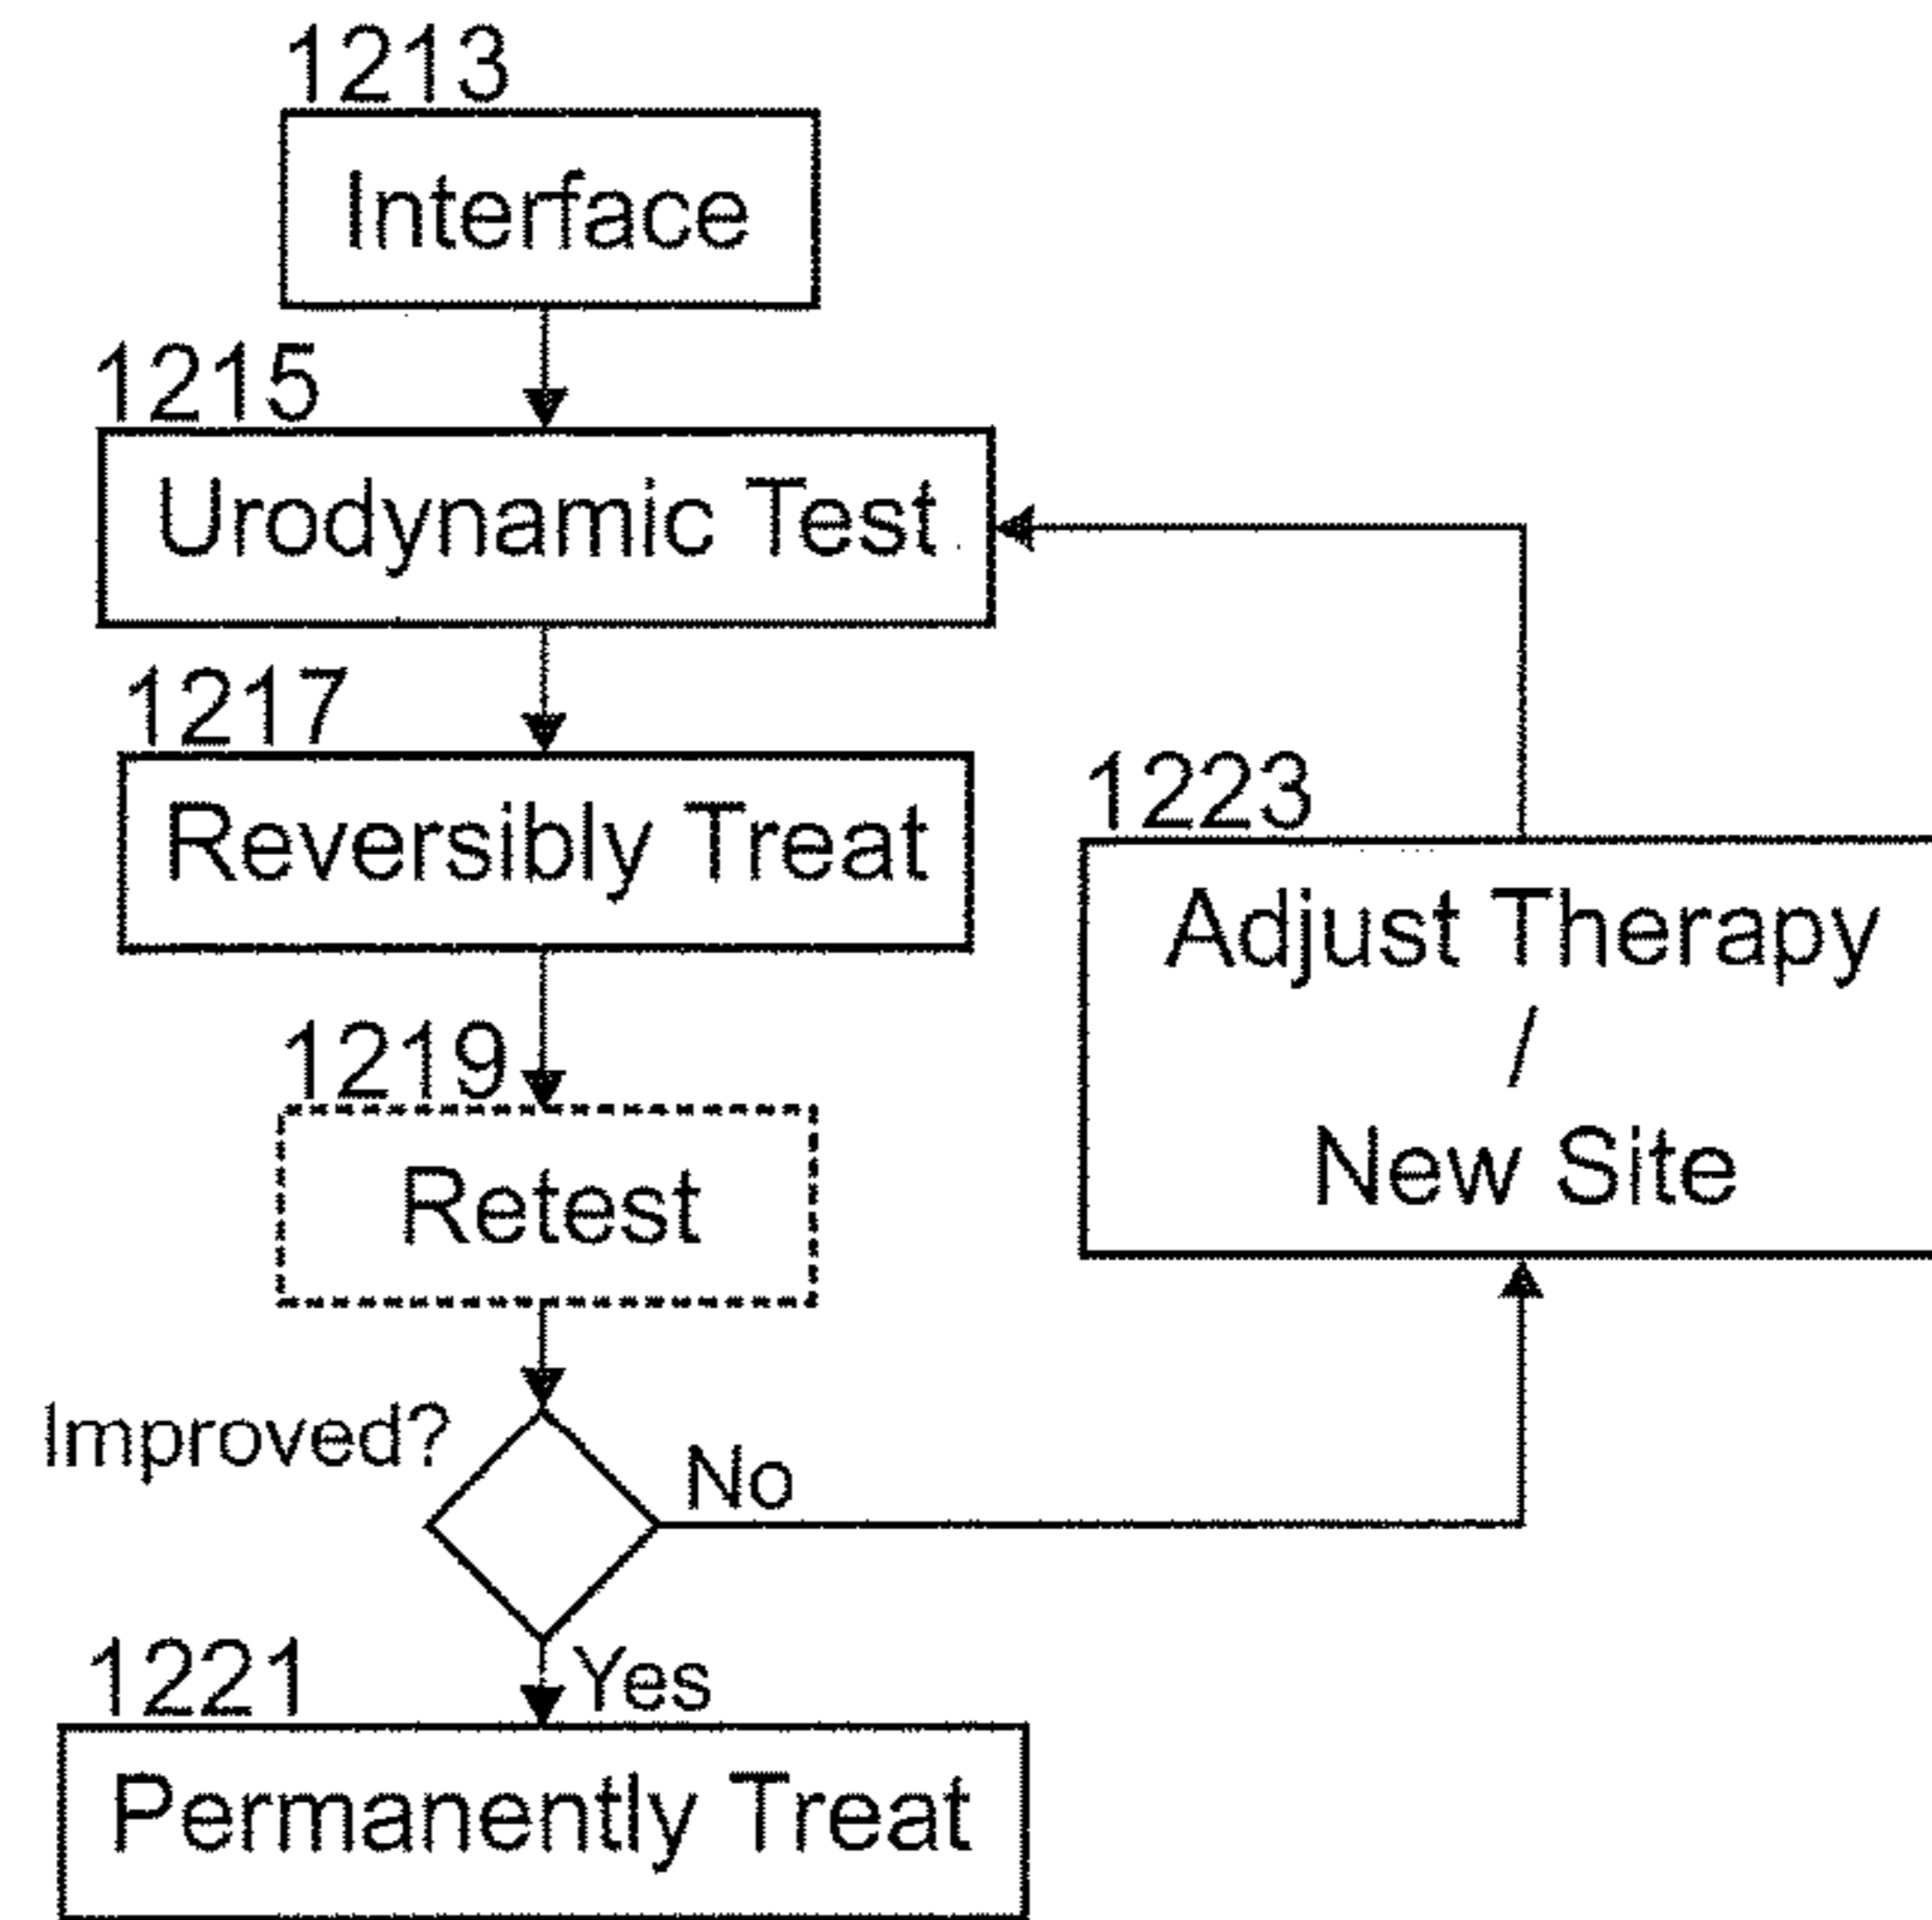 1213
Interface
1215
Urodynamic Test
1217
Reversibly Treat
1219
Retest
Improved?
No
Yes
1221
Permanently Treat
1223
Adjust Therapy
/
New Site